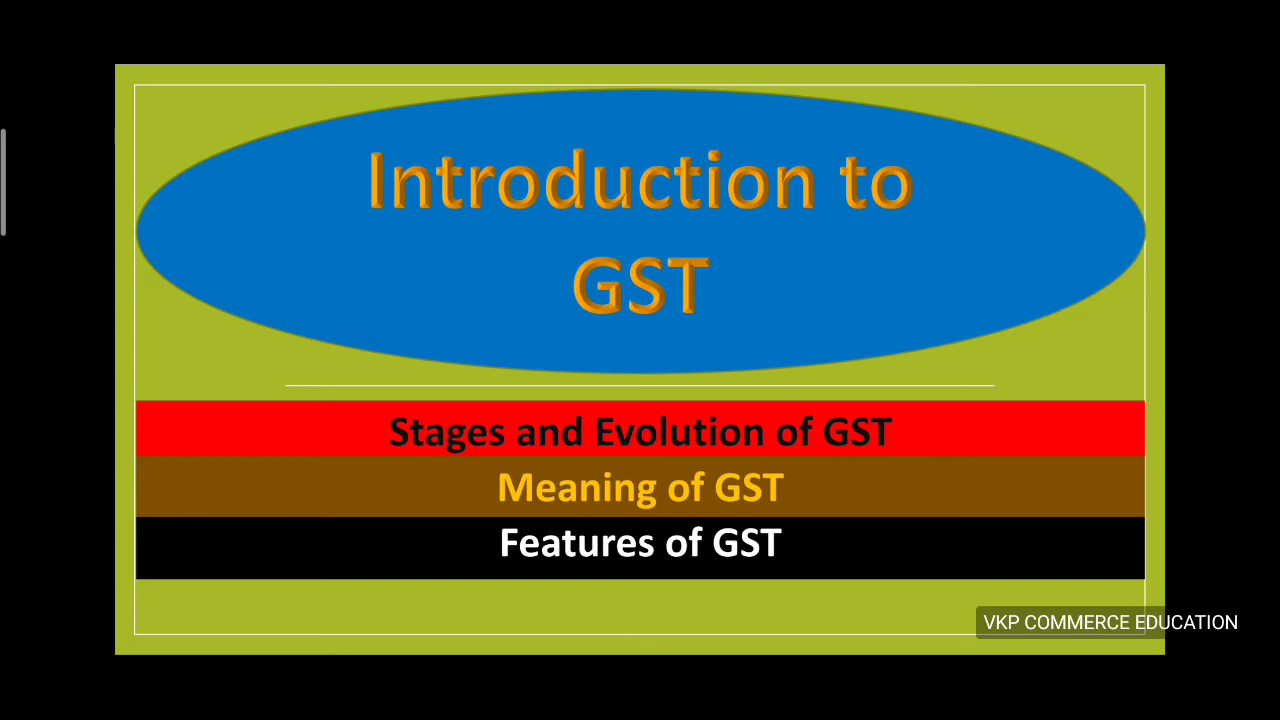 Introduction to
GST
Stages and Evolution of GST
Meaning of GST
Features of GST
VKP COMMERCE EDUCATION